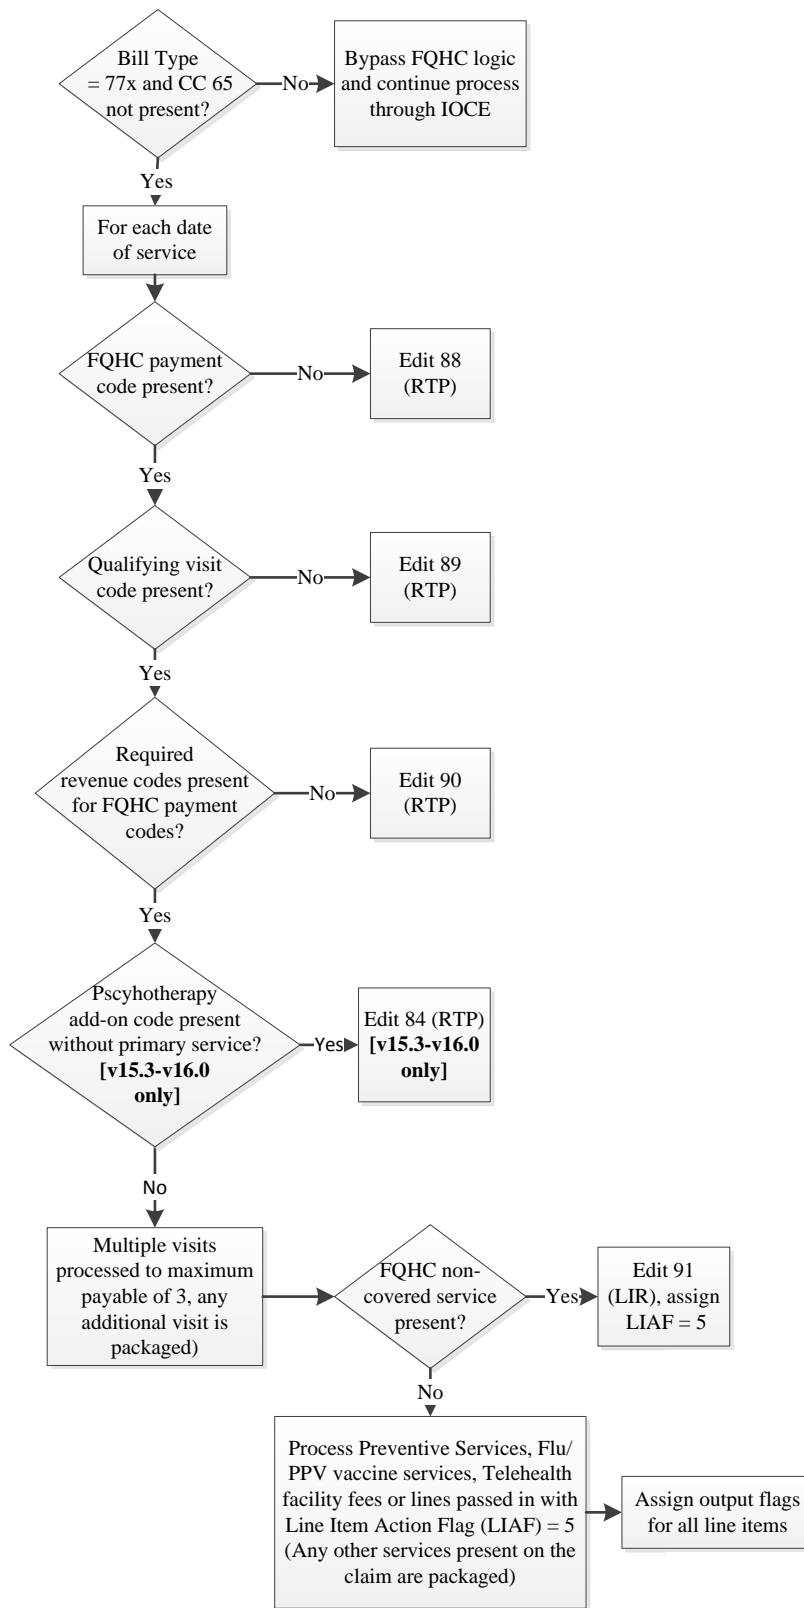 Bill Type
= 77x and CC 65
not present?
No
Bypass FQHC logic
and continue process
through IOCE
Yes
For each date
of service
FQHC payment
code present?
No
Edit 88
(RTP)
Yes
Qualifying visit
code present?
No
Edit 89
(RTP)
Yes
Required
revenue codes present
for FQHC payment
codes?
No
Edit 90
(RTP)
Yes
Pscyhotherapy
add-on code present
without primary service?
[v15.3-v16.0
only]
Yes
Edit 84 (RTP)
[v15.3-v16.0
only]
No
Multiple visits
processed to maximum
payable of 3, any
additional visit is
packaged)
FQHC non-
covered service
present?
Yes
Edit 91
(LIR), assign
LIAF = 5
No
Process Preventive Services, Flu/
PPV vaccine services, Telehealth
facility fees or lines passed in with
Line Item Action Flag (LIAF) = 5
(Any other services present on the
claim are packaged)
Assign output flags
for all line items